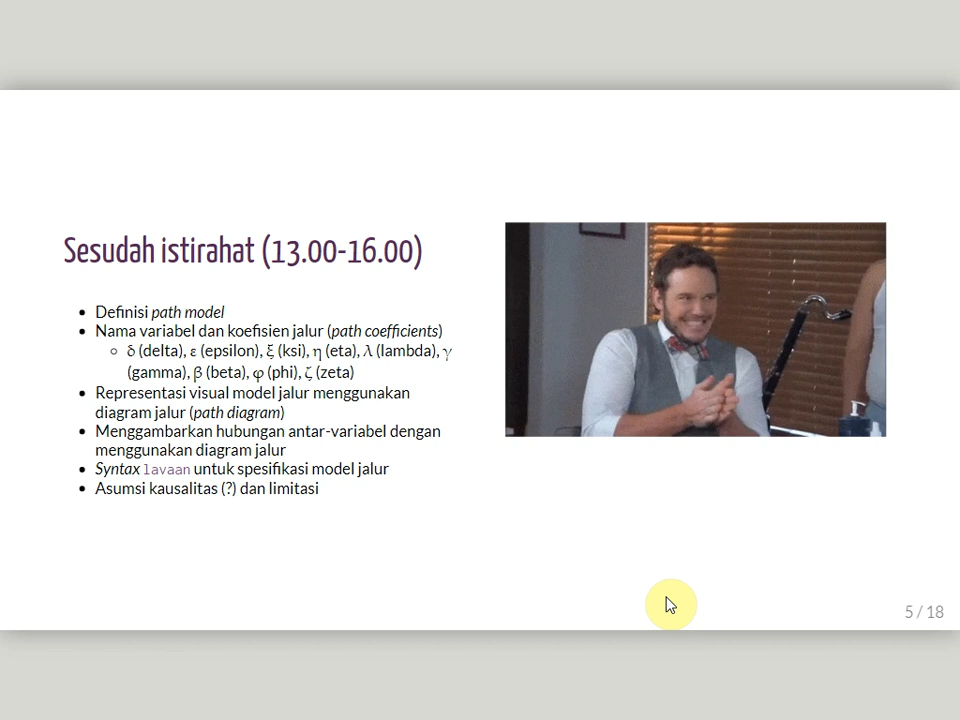 Sesudah istirahat (13.00-16.00)
Definisi path model
Nama variabel dan koefisien jalur (path coefficients)
δ (delta), ε (epsilon), ξ (ksi), η (eta), λ (lambda), γ
(gamma), β (beta), φ (phi), ζ (zeta)
Representasi visual model jalur menggunakan
diagram jalur (path diagram)
Menggambarkan hubungan antar-variabel dengan
menggunakan diagram jalur
Syntax lavaan untuk spesifikasi model jalur
Asumsi kausalitas (?) dan limitasi
5 / 18